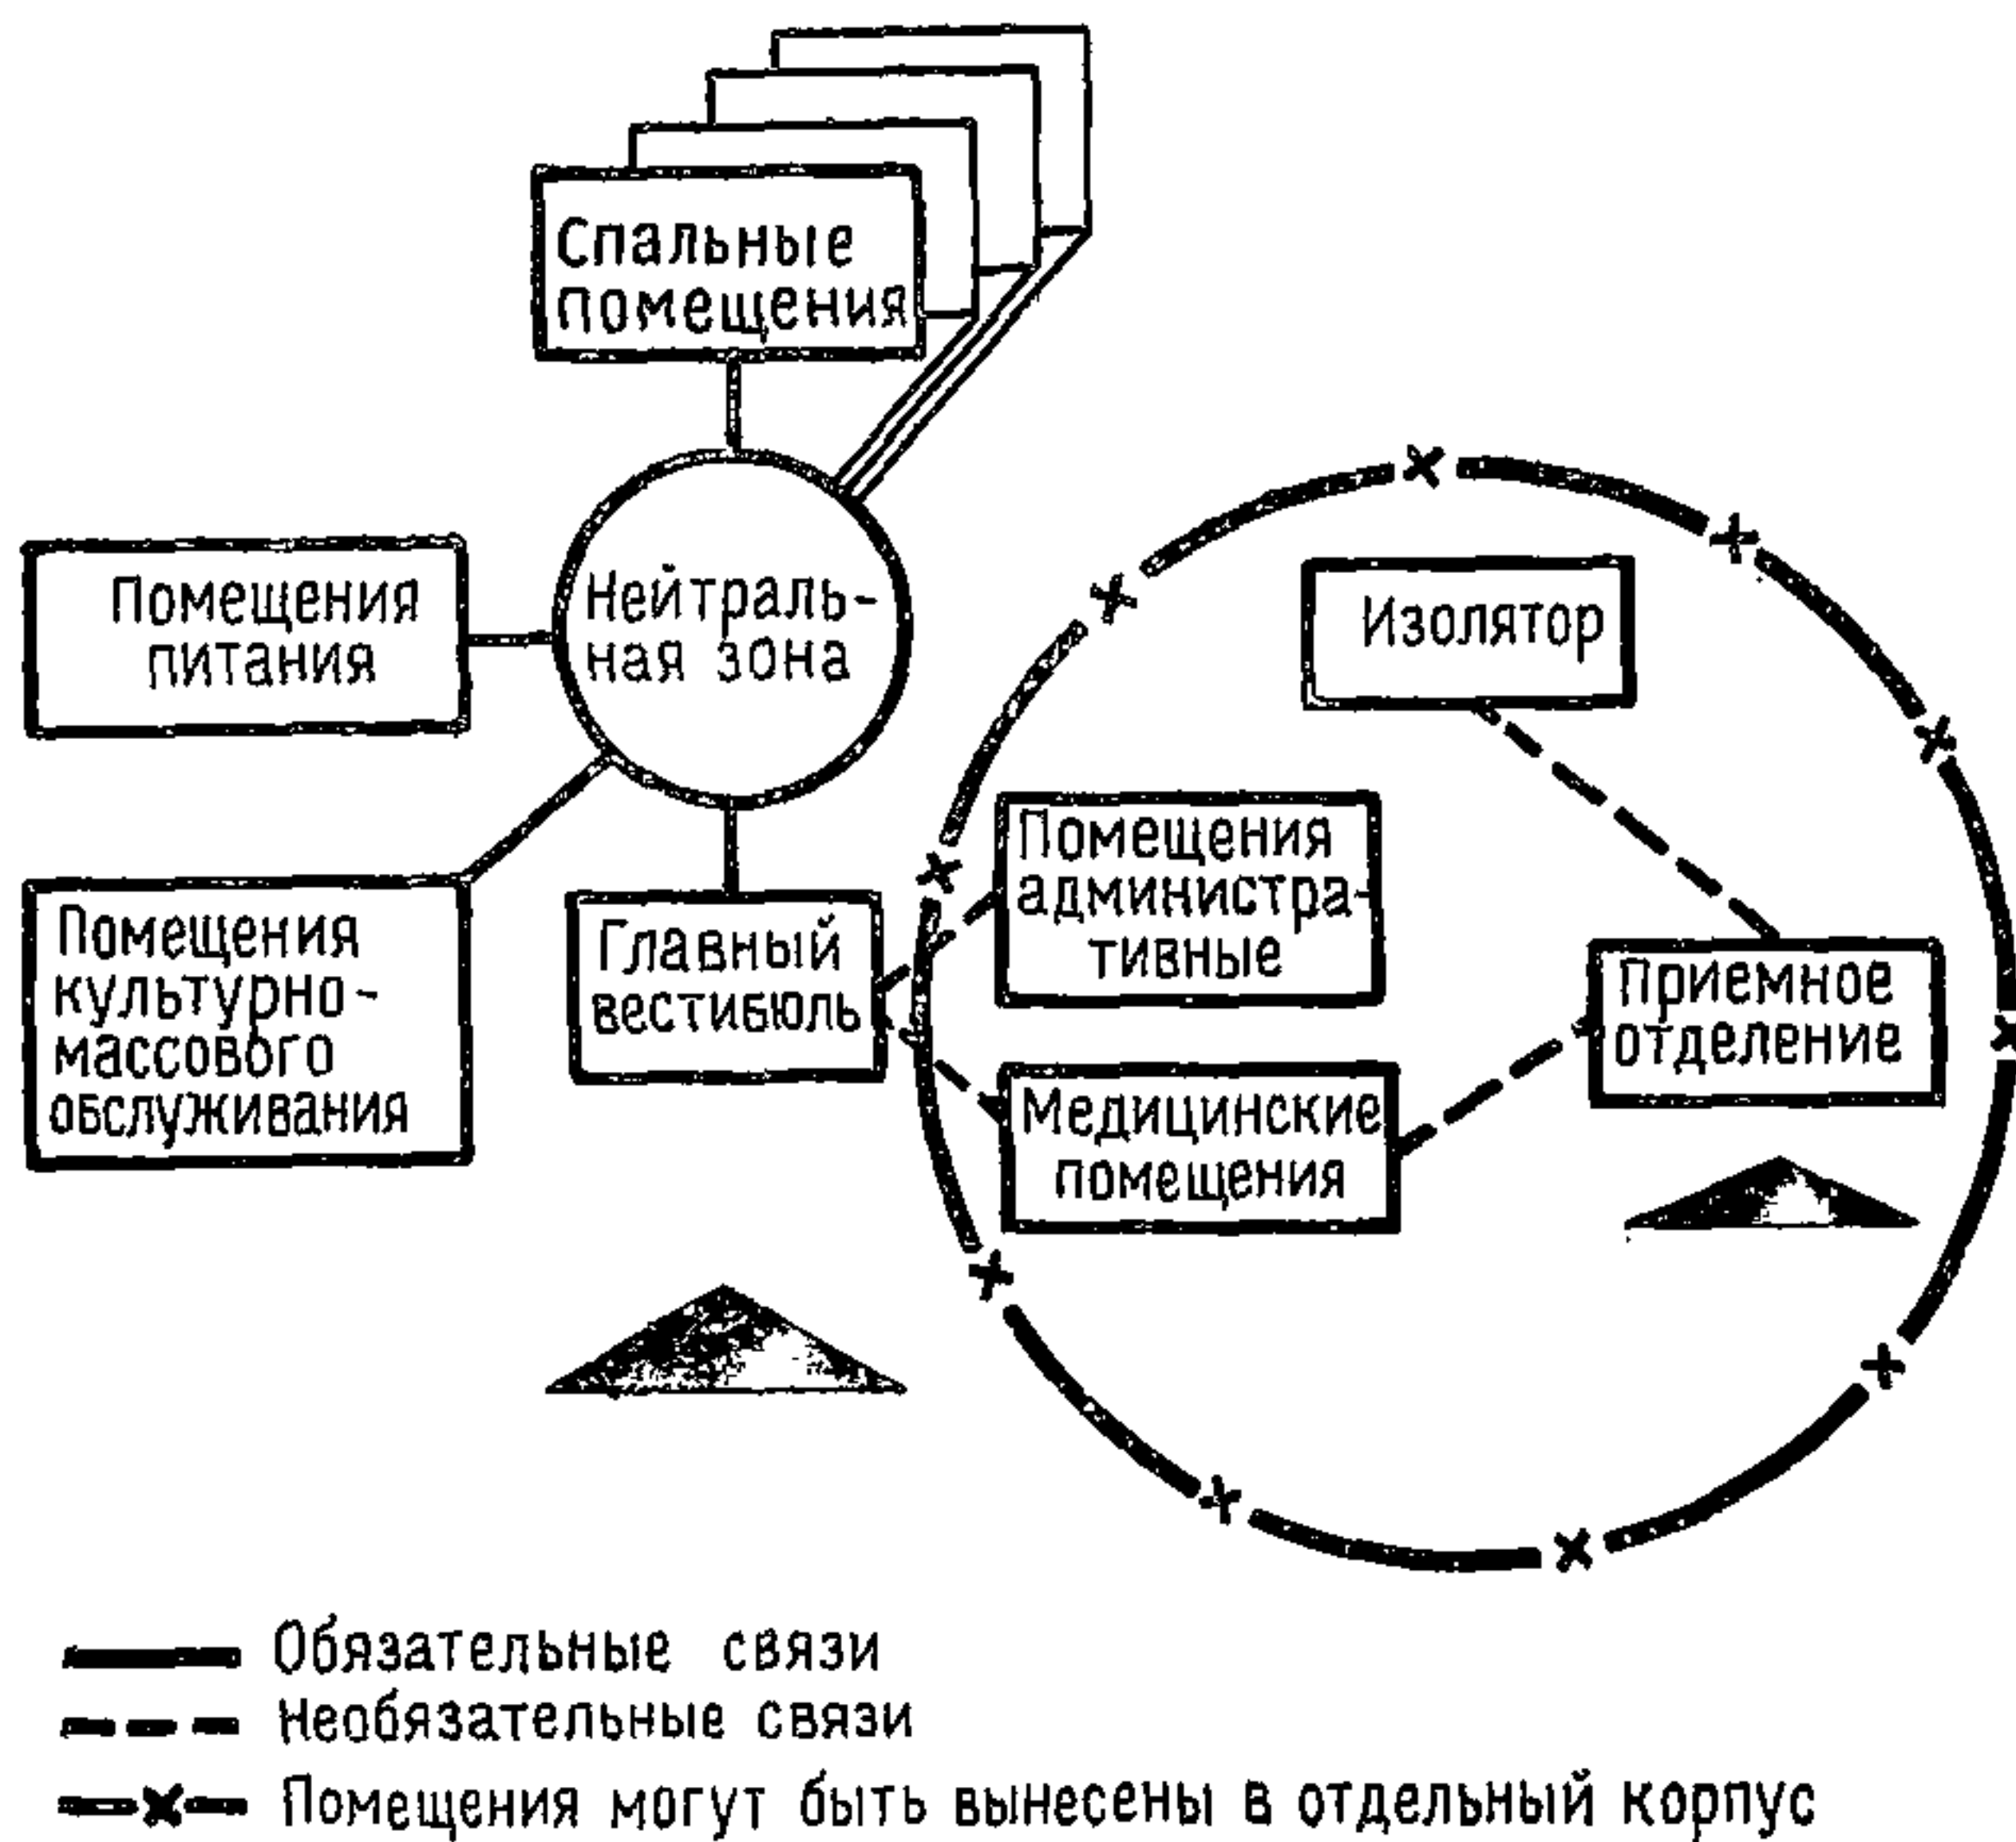 Спальные
помещения
Помещения
питания
Нейтраль-
ная зона
Изолятор
Помещения
культурно-
массового
обслуживания
Главный
вестибюль
Помещения
администра-
тивные
Медицинские
помещения
Приемное
отделение
Обязательные связи
Необязательные связи
Помещения могут быть вынесены в отдельный корпус